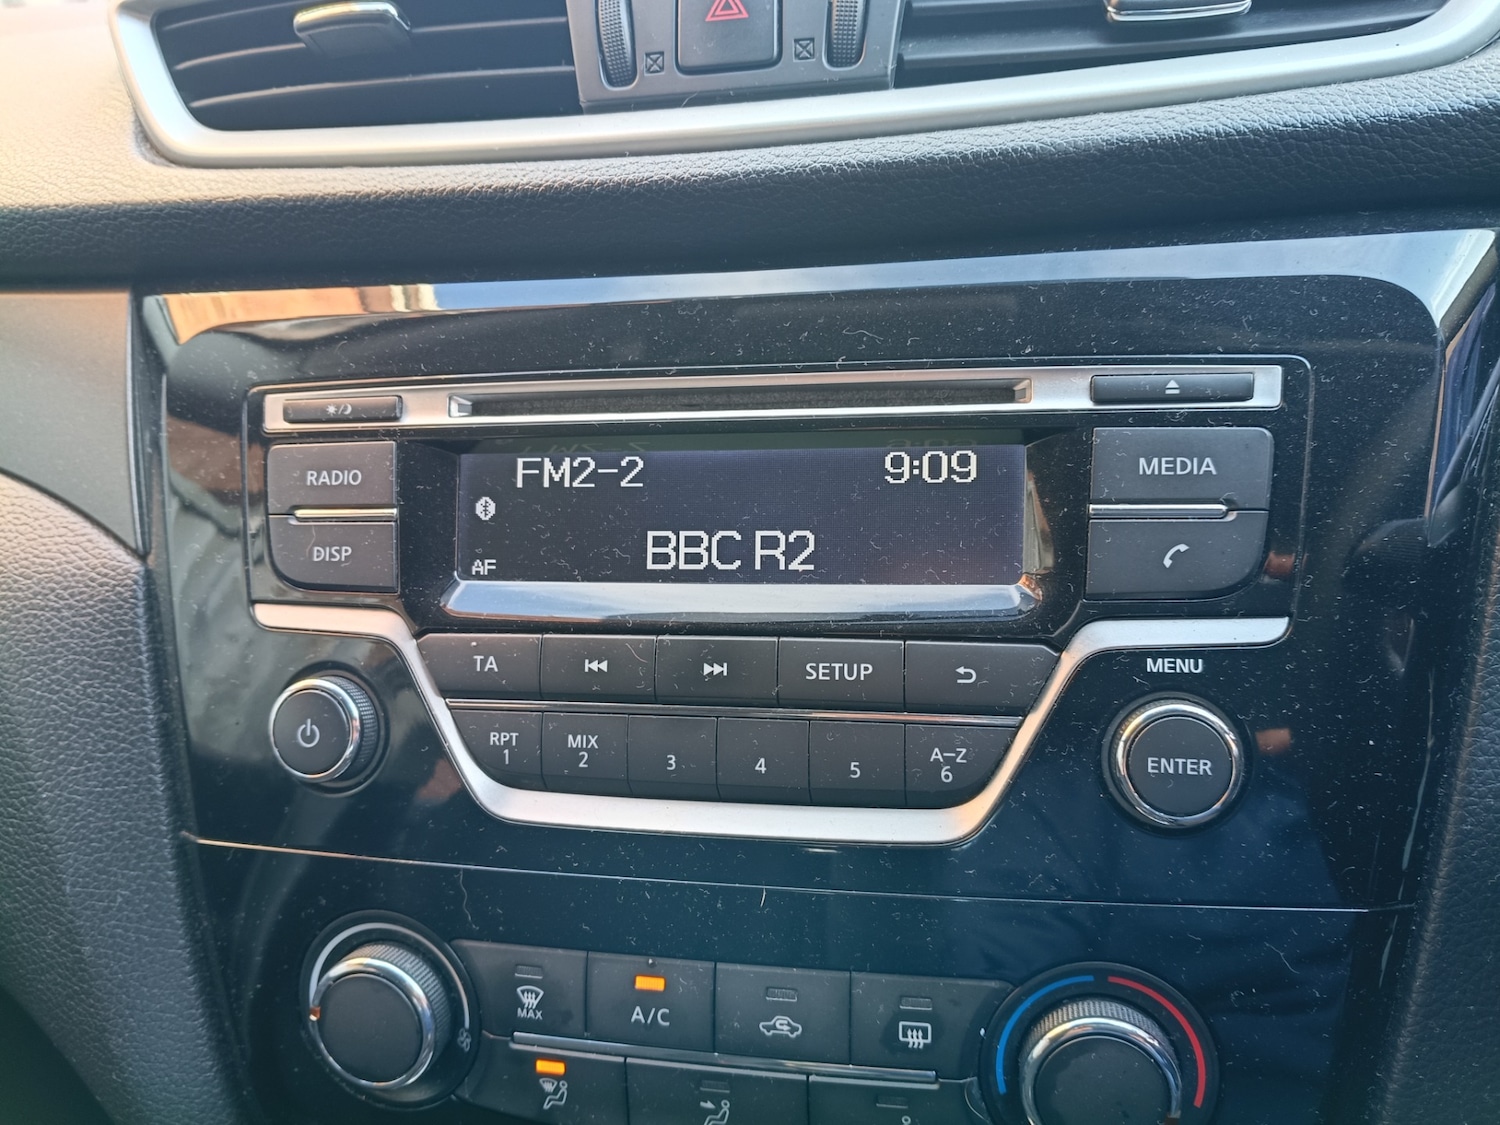 RADIO
DISP
FM2-2
9:09
BBC R2
AF
MEDIA
TA
SETUP
MENU
RPT
1
MIX
2
3
4
5
A-Z
6
ENTER
MAX
A/C